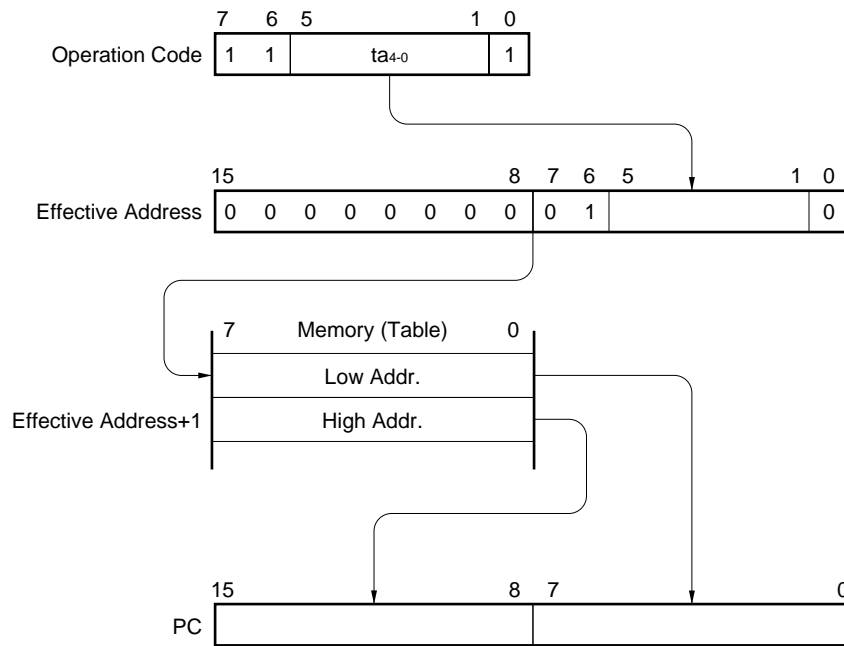 7 6 5 1 0
Operation Code 1 1 ta4-0 1
15 8 7 6 5 1 0
Effective Address 0 0 0 0 0 0 0 0 0 1 0
7 Memory (Table) 0
Low Addr.
Effective Address+1 High Addr.
15 8 7 0
PC